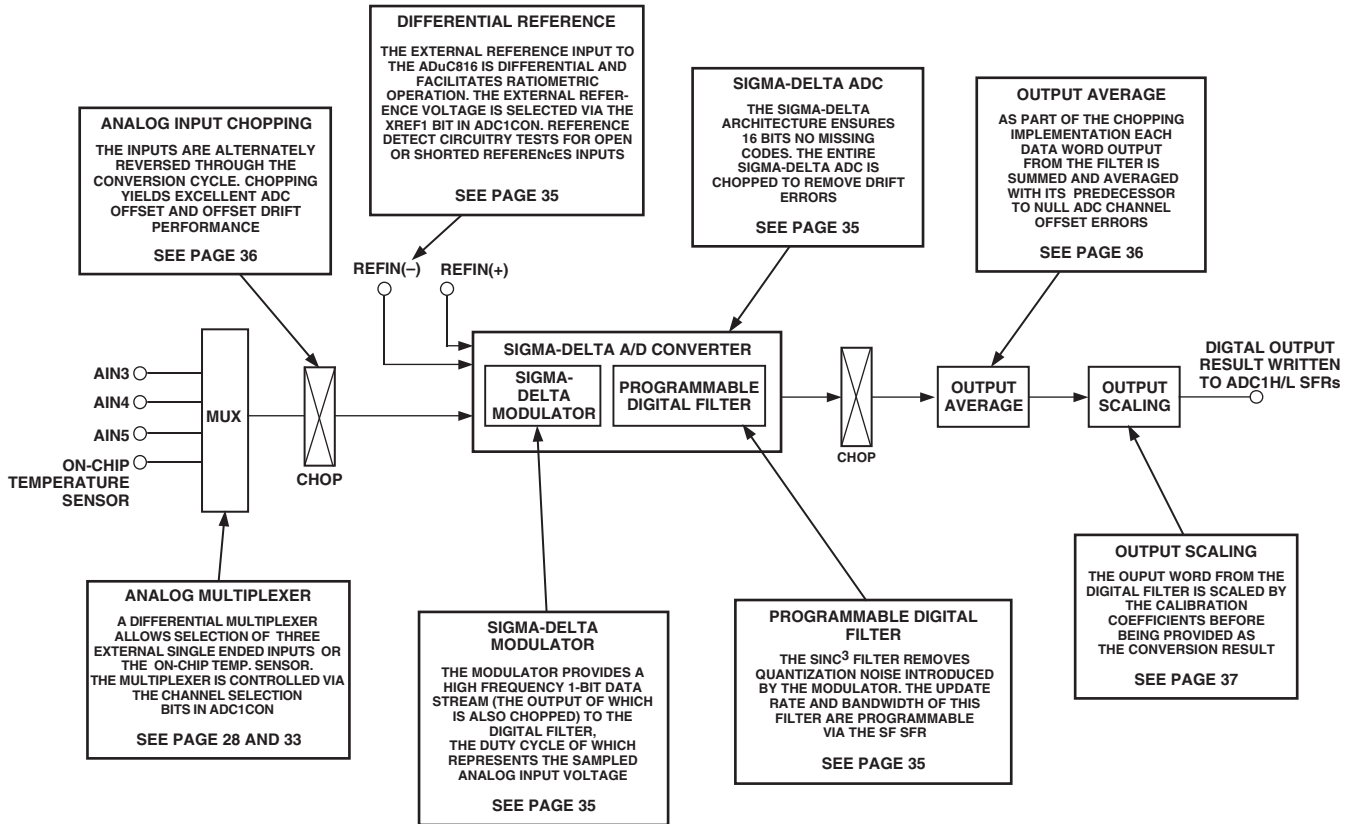 DIFFERENTIAL REFERENCE
THE EXTERNAL REFERENCE INPUT TO
THE ADuC816 IS DIFFERENTIAL AND
FACILITATES RATIOMETRIC
OPERATION. THE EXTERNAL REFER-
ENCE VOLTAGE IS SELECTED VIA THE
XREF1 BIT IN ADC1CON. REFERENCE
DETECT CIRCUITRY TESTS FOR OPEN
OR SHORTED REFERENcES INPUTS
SEE PAGE 35
SIGMA-DELTA ADC
THE SIGMA-DELTA
ARCHITECTURE ENSURES
16 BITS NO MISSING
CODES. THE ENTIRE
SIGMA-DELTA ADC IS
CHOPPED TO REMOVE DRIFT
ERRORS
SEE PAGE 35
OUTPUT AVERAGE
AS PART OF THE CHOPPING
IMPLEMENTATION EACH
DATA WORD OUTPUT
FROM THE FILTER IS
SUMMED AND AVERAGED
WITH ITS PREDECESSOR
TO NULL ADC CHANNEL
OFFSET ERRORS
SEE PAGE 36
ANALOG INPUT CHOPPING
THE INPUTS ARE ALTERNATELY
REVERSED THROUGH THE
CONVERSION CYCLE. CHOPPING
YIELDS EXCELLENT ADC
OFFSET AND OFFSET DRIFT
PERFORMANCE
SEE PAGE 36
REFIN(–)
REFIN(+)
AIN3
AIN4
AIN5
ON-CHIP
TEMPERATURE
SENSOR
MUX
CHOP
SIGMA-DELTA A/D CONVERTER
SIGMA-
DELTA
MODULATOR
PROGRAMMABLE
DIGITAL FILTER
CHOP
OUTPUT
AVERAGE
OUTPUT
SCALING
DIGTAL OUTPUT
RESULT WRITTEN
TO ADC1H/L SFRs
ANALOG MULTIPLEXER
A DIFFERENTIAL MULTIPLEXER
ALLOWS SELECTION OF THREE
EXTERNAL SINGLE ENDED INPUTS OR
THE ON-CHIP TEMP. SENSOR.
THE MULTIPLEXER IS CONTROLLED VIA
THE CHANNEL SELECTION
BITS IN ADC1CON
SEE PAGE 28 AND 33
SIGMA-DELTA
MODULATOR
THE MODULATOR PROVIDES A
HIGH FREQUENCY 1-BIT DATA
STREAM (THE OUTPUT OF WHICH
IS ALSO CHOPPED) TO THE
DIGITAL FILTER,
THE DUTY CYCLE OF WHICH
REPRESENTS THE SAMPLED
ANALOG INPUT VOLTAGE
SEE PAGE 35
PROGRAMMABLE DIGITAL
FILTER
THE SINC³ FILTER REMOVES
QUANTIZATION NOISE INTRODUCED
BY THE MODULATOR. THE UPDATE
RATE AND BANDWIDTH OF THIS
FILTER ARE PROGRAMMABLE
VIA THE SF SFR
SEE PAGE 35
OUTPUT SCALING
THE OUPUT WORD FROM THE
DIGITAL FILTER IS SCALED BY
THE CALIBRATION
COEFFICIENTS BEFORE
BEING PROVIDED AS
THE CONVERSION RESULT
SEE PAGE 37